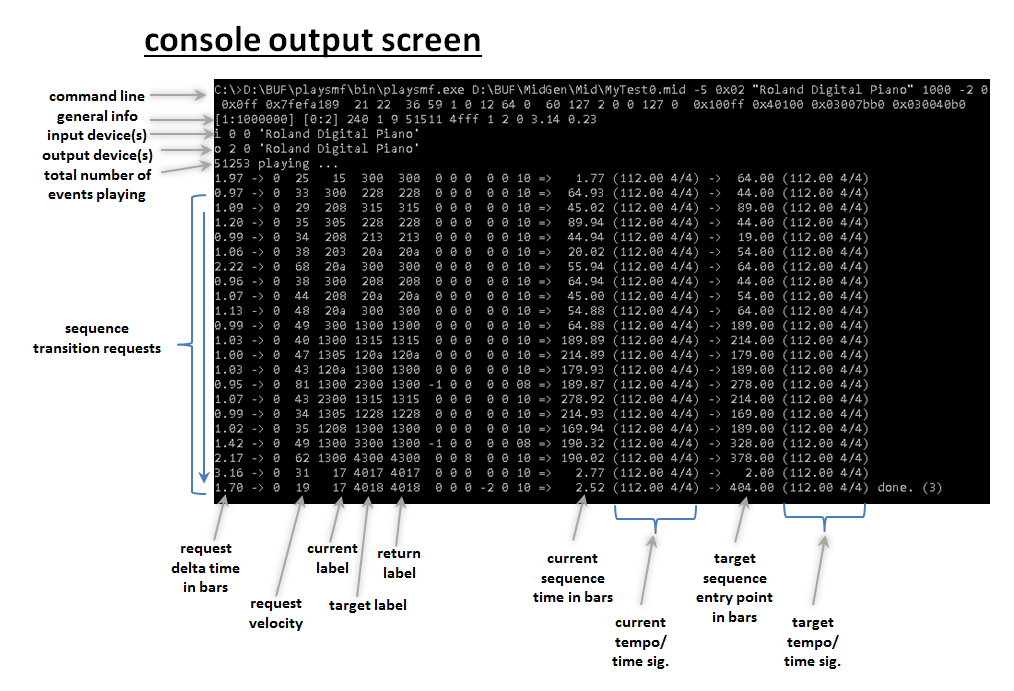 console output screen
command line
general info
input device(s)
output device(s)
total number of
events playing
sequence
transition requests
C:\>D:\BUF\playsmf\bin\playsmf.exe D:\BUF\MidGen\Mid\MyTest0.mid -5 0x02 "Roland Digital Piano" 1000 -2 0
0x0ff 0x7fefa189 21 22 36 59 1 0 12 64 0 60 127 2 0 0 127 0 0x100ff 0x40100 0x03007bb0 0x030040b0
[1:1000000] [0:2] 240 1 9 51511 4fff 1 2 0 3.14 0.23
i 0 0 'Roland Digital Piano'
o 2 0 'Roland Digital Piano'
51253 playing ...
1.97 -> 0 25 15 300 300 0 0 0 0 0 10 => 1.77 (112.00 4/4) -> 64.00 (112.00 4/4)
0.97 -> 0 33 300 228 228 0 0 0 0 0 10 => 64.93 (112.00 4/4) -> 44.00 (112.00 4/4)
1.09 -> 0 29 208 315 315 0 0 0 0 0 10 => 45.02 (112.00 4/4) -> 89.00 (112.00 4/4)
1.20 -> 0 35 305 228 228 0 0 0 0 0 10 => 89.94 (112.00 4/4) -> 44.00 (112.00 4/4)
0.99 -> 0 34 208 213 213 0 0 0 0 0 10 => 44.94 (112.00 4/4) -> 19.00 (112.00 4/4)
1.06 -> 0 38 203 20a 20a 0 0 0 0 0 10 => 20.02 (112.00 4/4) -> 54.00 (112.00 4/4)
2.22 -> 0 68 20a 300 300 0 0 0 0 0 10 => 55.94 (112.00 4/4) -> 64.00 (112.00 4/4)
0.96 -> 0 38 300 208 208 0 0 0 0 0 10 => 64.94 (112.00 4/4) -> 44.00 (112.00 4/4)
1.07 -> 0 44 208 20a 20a 0 0 0 0 0 10 => 45.00 (112.00 4/4) -> 54.00 (112.00 4/4)
1.13 -> 0 48 20a 300 300 0 0 0 0 0 10 => 54.88 (112.00 4/4) -> 64.00 (112.00 4/4)
0.99 -> 0 49 300 1300 1300 0 0 0 0 0 10 => 64.88 (112.00 4/4) -> 189.00 (112.00 4/4)
1.03 -> 0 40 1300 1315 1315 0 0 0 0 0 10 => 189.89 (112.00 4/4) -> 214.00 (112.00 4/4)
1.00 -> 0 47 1305 120a 120a 0 0 0 0 0 10 => 214.89 (112.00 4/4) -> 179.00 (112.00 4/4)
1.03 -> 0 43 120a 1300 1300 0 0 0 0 0 10 => 179.93 (112.00 4/4) -> 189.00 (112.00 4/4)
0.95 -> 0 81 1300 2300 1300 -1 0 0 0 0 08 => 189.87 (112.00 4/4) -> 278.00 (112.00 4/4)
1.07 -> 0 43 2300 1315 1315 0 0 0 0 0 10 => 278.92 (112.00 4/4) -> 214.00 (112.00 4/4)
0.99 -> 0 34 1305 1228 1228 0 0 0 0 0 10 => 214.93 (112.00 4/4) -> 169.00 (112.00 4/4)
1.02 -> 0 35 1208 1300 1300 0 0 0 0 0 10 => 169.94 (112.00 4/4) -> 189.00 (112.00 4/4)
1.42 -> 0 49 1300 3300 1300 -1 0 0 0 0 08 => 190.32 (112.00 4/4) -> 328.00 (112.00 4/4)
2.17 -> 0 62 1300 4300 4300 0 0 8 0 0 10 => 190.02 (112.00 4/4) -> 378.00 (112.00 4/4)
3.16 -> 0 31 17 4017 4017 0 0 0 0 0 10 => 2.77 (112.00 4/4) -> 2.00 (112.00 4/4)
1.70 -> 0 19 17 4018 4018 0 0 0 -2 0 10 => 2.52 (112.00 4/4) -> 404.00 (112.00 4/4) done. (3)
request
delta time
in bars
request
velocity
current
label
target label
return
label
current
sequence
time in bars
current
tempo/
time sig.
target
sequence
entry point
in bars
target
tempo/
time sig.